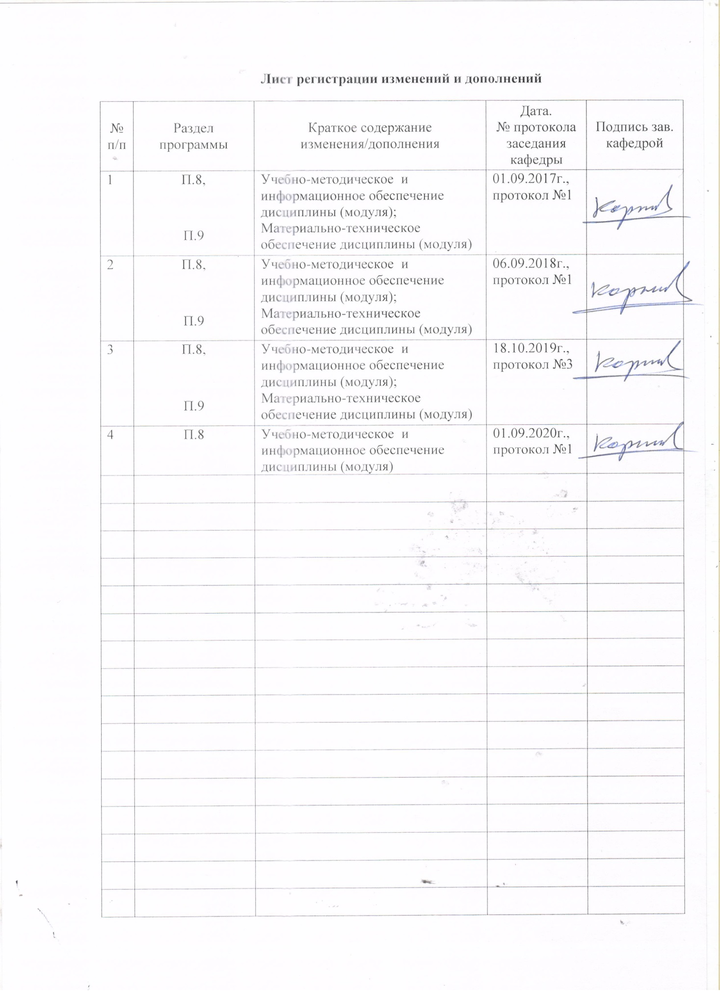 Лист регистрации изменений и дополнений
№
п/п
Раздел
программы
Краткое содержание
изменения/дополнения
Дата.
№ протокола
заседания
кафедры
Подпись зав.
кафедрой
1
П.8,
П.9
Учебно-методическое и
информационное обеспечение
дисциплины (модуля);
Материально-техническое
обеспечение дисциплины (модуля)
01.09.2017г.,
протокол №1
2
П.8,
П.9
Учебно-методическое и
информационное обеспечение
дисциплины (модуля);
Материально-техническое
обеспечение дисциплины (модуля)
06.09.2018г.,
протокол №1
3
П.8,
П.9
Учебно-методическое и
информационное обеспечение
дисциплины (модуля);
Материально-техническое
обеспечение дисциплины (модуля)
18.10.2019г.,
протокол №3
4
П.8
Учебно-методическое и
информационное обеспечение
дисциплины (модуля)
01.09.2020г.,
протокол №1